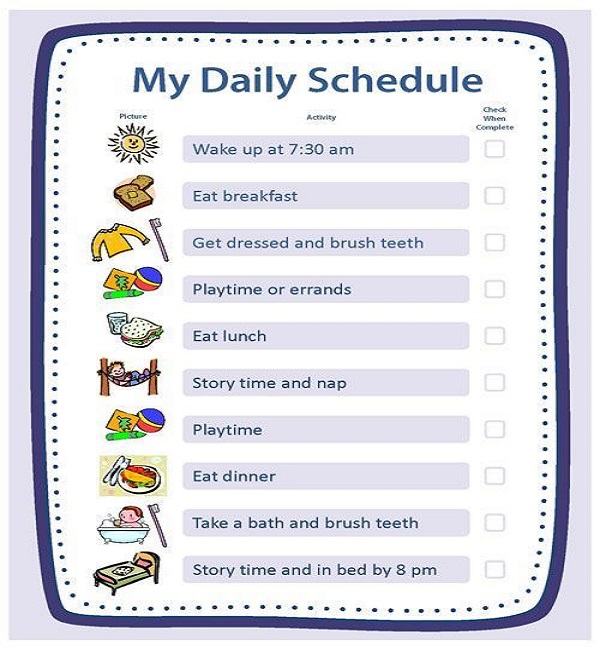 My Daily Schedule
Picture
Activity
Check
When
Complete
Wake up at 7:30 am
Eat breakfast
Get dressed and brush teeth
Playtime or errands
Eat lunch
Story time and nap
Playtime
Eat dinner
Take a bath and brush teeth
Story time and in bed by 8 pm